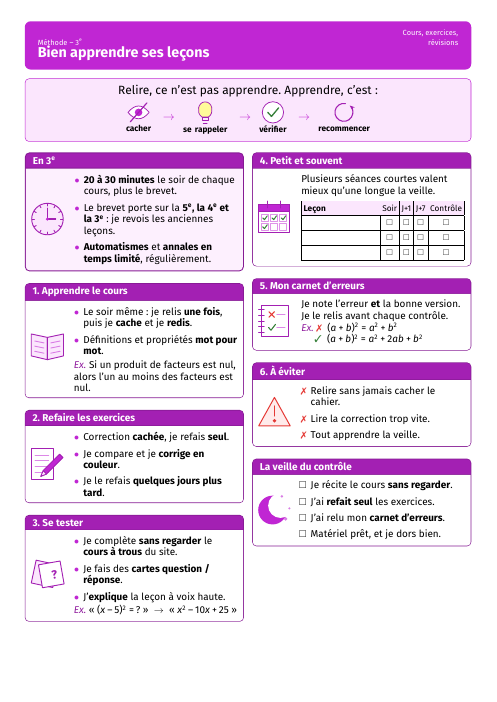 Méthode – 3e
Bien apprendre ses leçons
Cours, exercices,
révisions
Relire, ce n'est pas apprendre. Apprendre, c'est :
cacher → se rappeler → vérifier → recommencer
En 3e
• 20 à 30 minutes le soir de chaque
cours, plus le brevet.
• Le brevet porte sur la 5e, la 4e et
la 3e : je revois les anciennes
leçons.
• Automatismes et annales en
temps limité, régulièrement.
1. Apprendre le cours
• Le soir même : je relis une fois,
puis je cache et je redis.
• Définitions et propriétés mot pour
mot.
Ex. Si un produit de facteurs est nul,
alors l'un au moins des facteurs est
nul.
2. Refaire les exercices
• Correction cachée, je refais seul.
• Je compare et je corrige en
couleur.
• Je le refais quelques jours plus
tard.
3. Se tester
• Je complète sans regarder le
cours à trous du site.
• Je fais des cartes question /
réponse.
• J'explique la leçon à voix haute.
Ex. « (x – 5)² = ? » → « x² – 10x + 25 »
?
4. Petit et souvent
Plusieurs séances courtes valent
mieux qu'une longue la veille.
Leçon Soir J+1 J+7 Contrôle
☐ ☐ ☐ ☐
☐ ☐ ☐ ☐
☐ ☐ ☐ ☐
5. Mon carnet d'erreurs
Je note l'erreur et la bonne version.
Je le relis avant chaque contrôle.
Ex. ✗ (a + b)² = a² + b²
✓ (a + b)² = a² + 2ab + b²
6. À éviter
✗ Relire sans jamais cacher le
cahier.
✗ Lire la correction trop vite.
✗ Tout apprendre la veille.
La veille du contrôle
☐ Je récite le cours sans regarder.
☐ J'ai refait seul les exercices.
☐ J'ai relu mon carnet d'erreurs.
☐ Matériel prêt, et je dors bien.